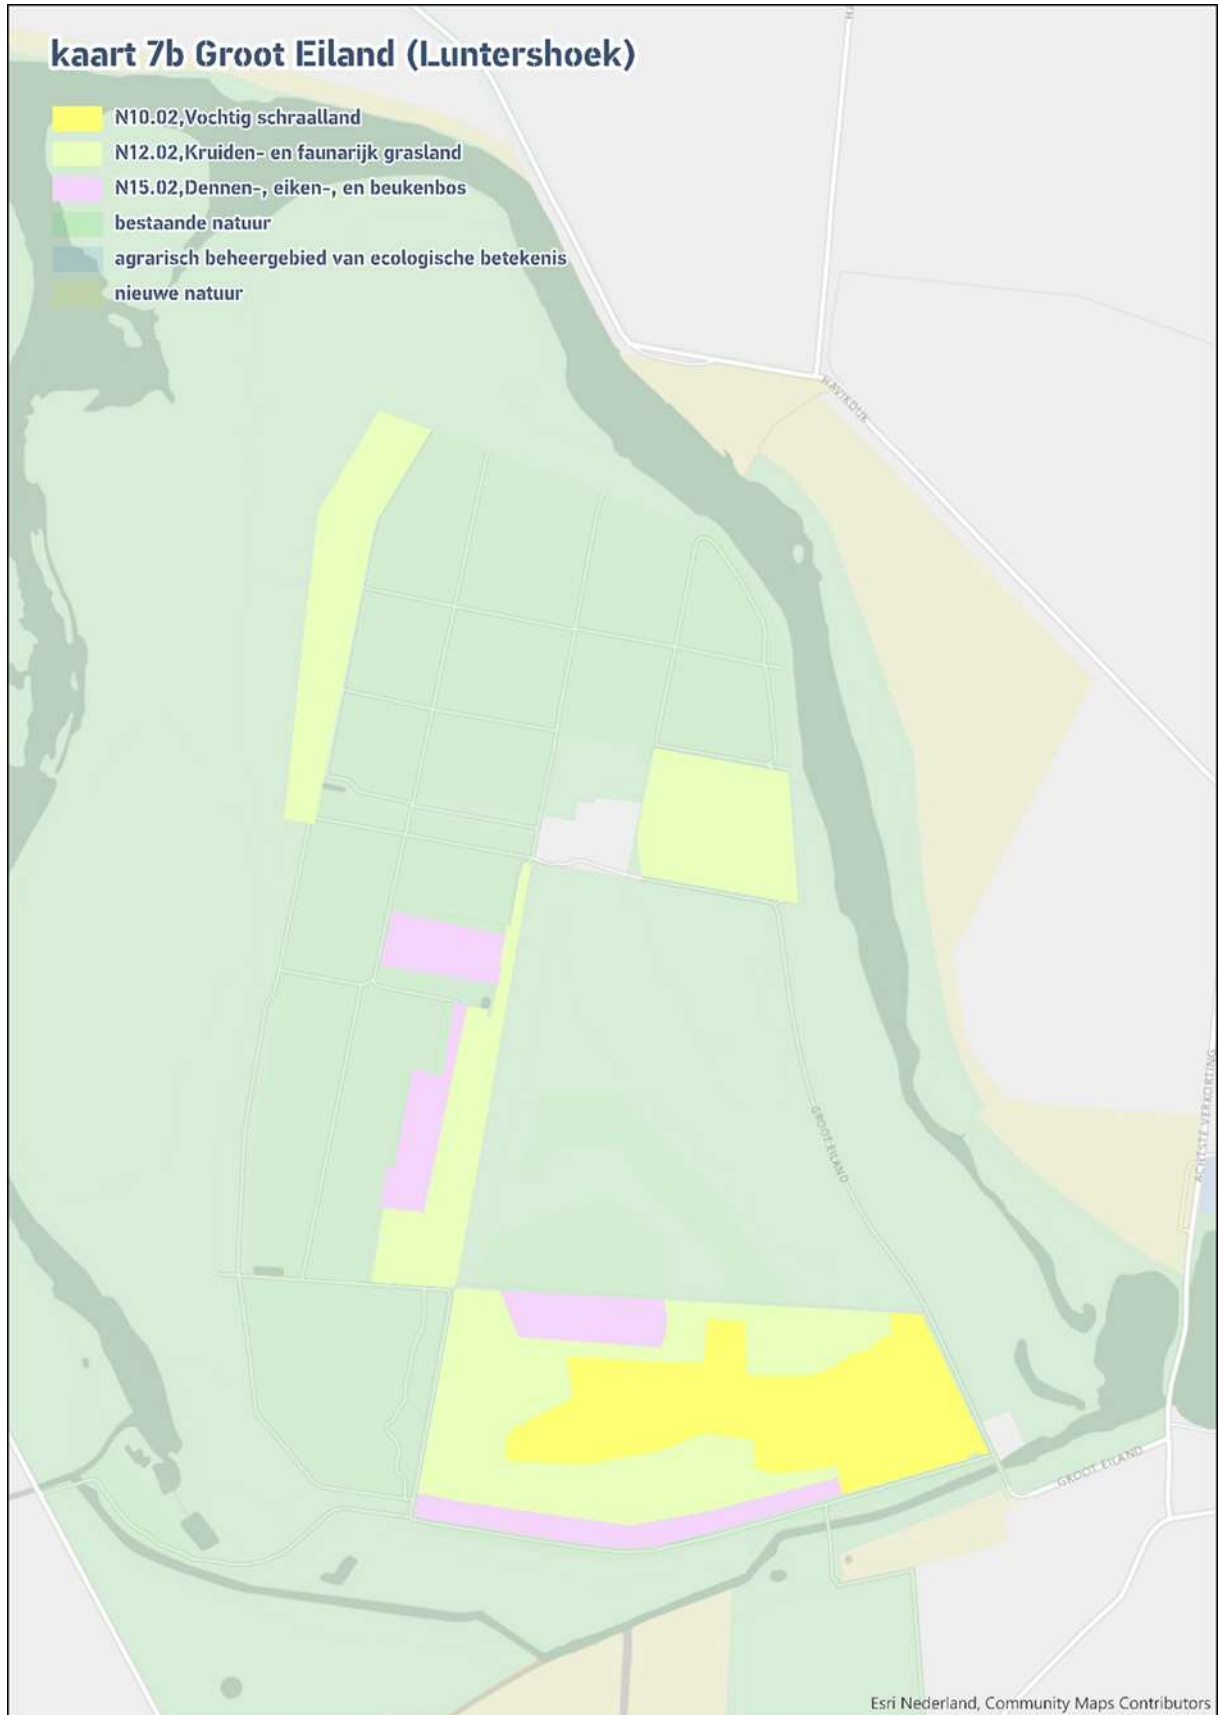 kaart 7b Groot Eiland (Luntershoek)
N10.02,Vochtig schraalland
N12.02,Kruiden- en faunarijk grasland
N15.02,Dennen-, eiken-, en beukenbos
bestaande natuur
agrarisch beheergebied van ecologische betekenis
nieuwe natuur
HAVIKDIJK
ACHTSTE VERKORTING
GROOT EILAND
GROOT EILAND
Esri Nederland, Community Maps Contributors